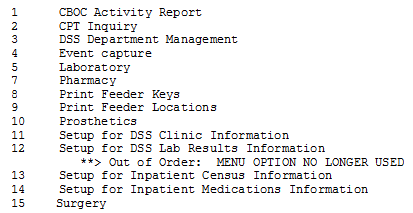 1 CBOC Activity Report
2 CPT Inquiry
3 DSS Department Management
4 Event capture
5 Laboratory
7 Pharmacy
8 Print Feeder Keys
9 Print Feeder Locations
10 Prosthetics
11 Setup for DSS Clinic Information
12 Setup for DSS Lab Results Information
**> Out of Order: MENU OPTION NO LONGER USED
13 Setup for Inpatient Census Information
14 Setup for Inpatient Medications Information
15 Surgery